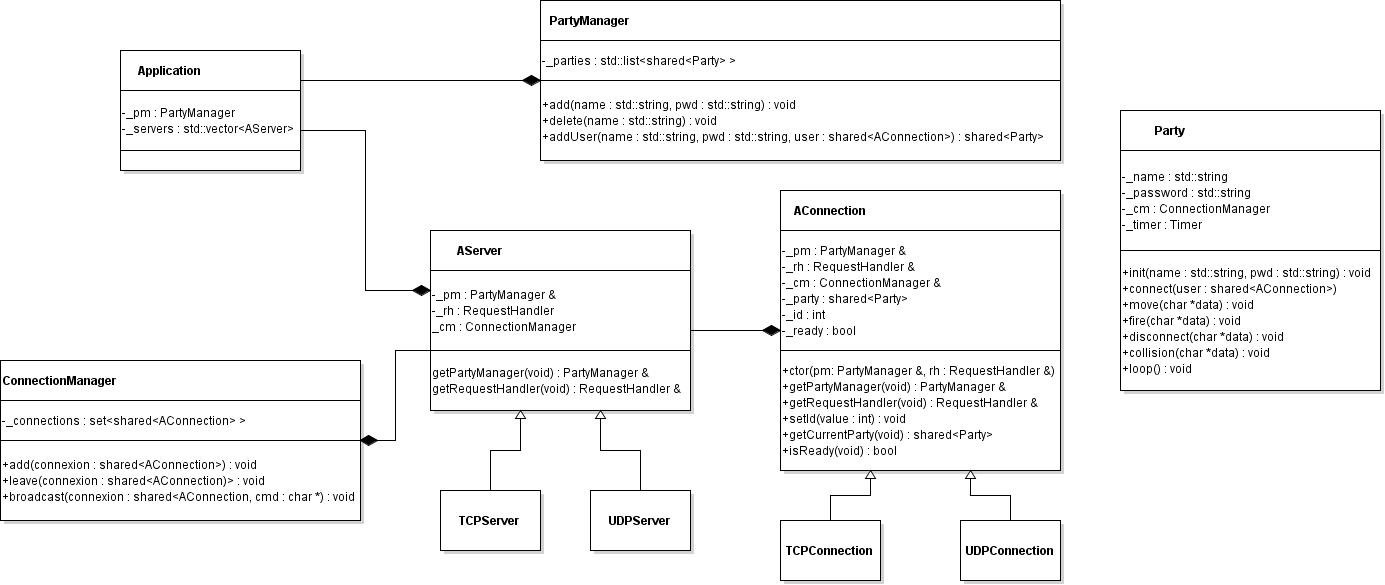 PartyManager
-_parties : std::list<shared<Party> >
+add(name : std::string, pwd : std::string) : void
+delete(name : std::string) : void
+addUser(name : std::string, pwd : std::string, user : shared<AConnection>) : shared<Party>
Application
-_pm : PartyManager
-_servers : std::vector<AServer>
Party
-_name : std::string
-_password : std::string
-_cm : ConnectionManager
-_timer : Timer
+init(name : std::string, pwd : std::string) : void
+connect(user : shared<AConnection>)
+move(char *data) : void
+fire(char *data) : void
+disconnect(char *data) : void
+collision(char *data) : void
+loop() : void
AConnection
-_pm : PartyManager &
-_rh : RequestHandler &
-_cm : ConnectionManager &
-_party : shared<Party>
-_id : int
-_ready : bool
+ctor(pm: PartyManager &, rh : RequestHandler &)
+getPartyManager(void) : PartyManager &
+getRequestHandler(void) : RequestHandler &
+setId(value : int) : void
+getCurrentParty(void) : shared<Party>
+isReady(void) : bool
AServer
-_pm : PartyManager &
-_rh : RequestHandler
_cm : ConnectionManager
getPartyManager(void) : PartyManager &
getRequestHandler(void) : RequestHandler &
ConnectionManager
-_connections : set<shared<AConnection> >
+add(connexion : shared<AConnection>) : void
+leave(connexion : shared<AConnection)> : void
+broadcast(connexion : shared<AConnection, cmd : char *) : void
TCPServer
UDPServer
TCPConnection
UDPConnection